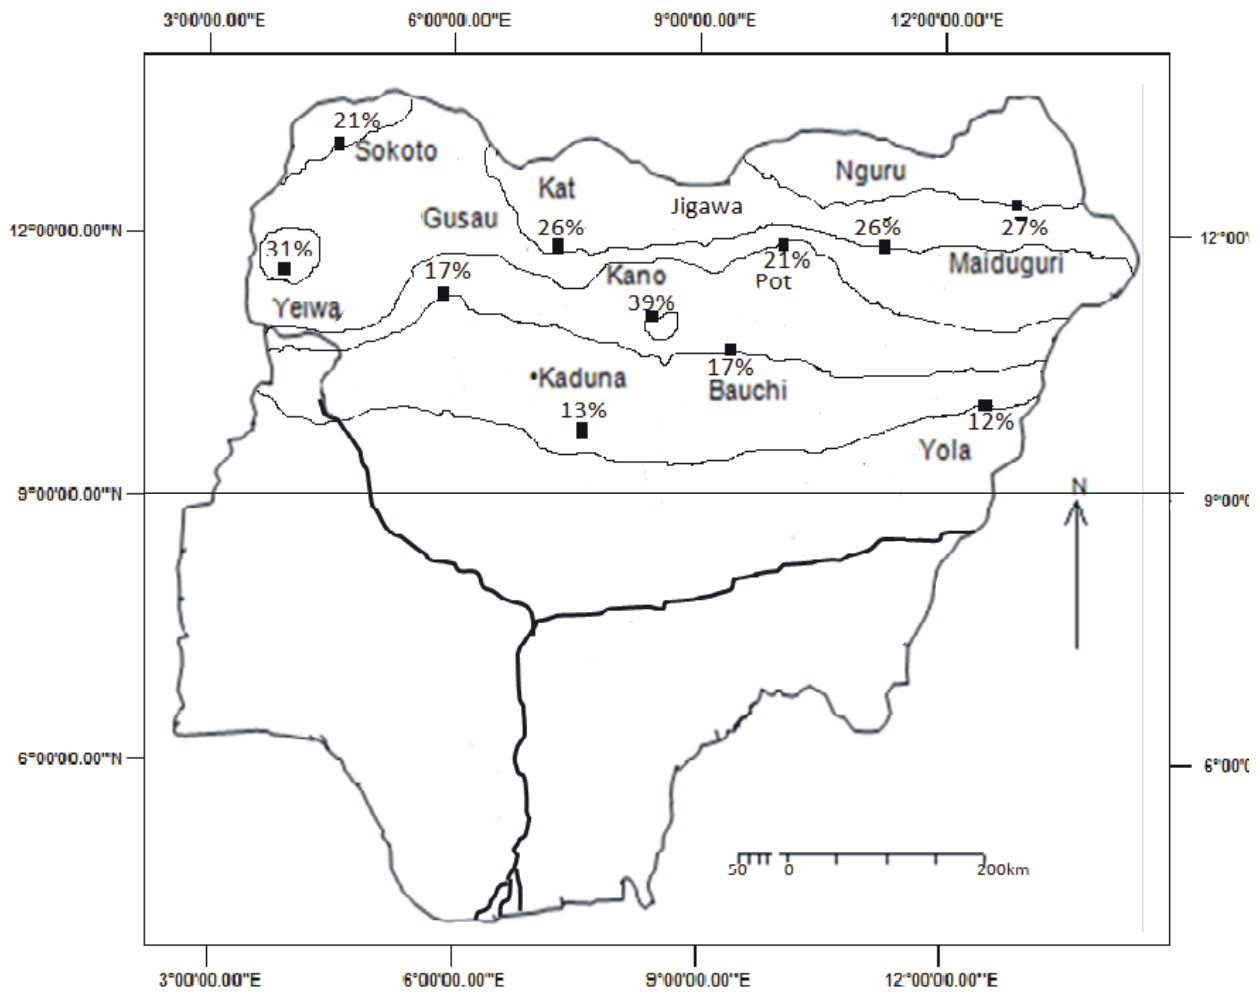 3°00'00.00"E 6°00'00.00"E 9°00'00.00"E 12°00'00.00"E
21%
Sokoto
Nguru
Kat
Jigawa
Gusau
26%
26%
27%
12°00'00.00"N
12°00'0
31%
17%
21%
Maiduguri
Kano
Pot
Yelwa
39%
17%
•Kaduna
Bauchi
13%
12%
Yola
9°00'00.00"N
N
9°00'0
6°00'00.00"N
6°00'0
50 0 200km
3°00'00.00"E 6°00'00.00"E 9°00'00.00"E 12°00'00.00"E